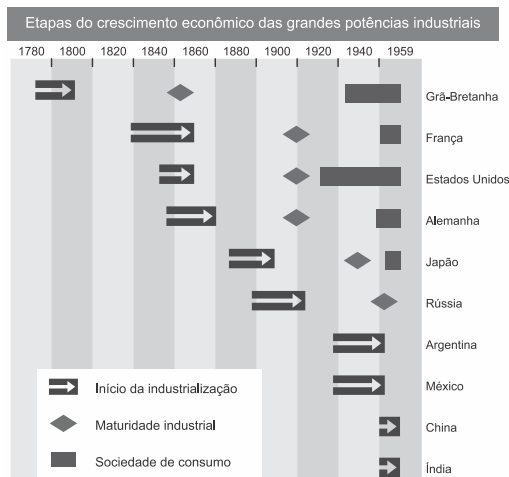 Etapas do crescimento econômico das grandes potências industriais
1780 1800 1820 1840 1860 1880 1900 1920 1940 1959
Grã-Bretanha
França
Estados Unidos
Alemanha
Japão
Rússia
Argentina
México
China
Índia
Início da industrialização
Maturidade industrial
Sociedade de consumo